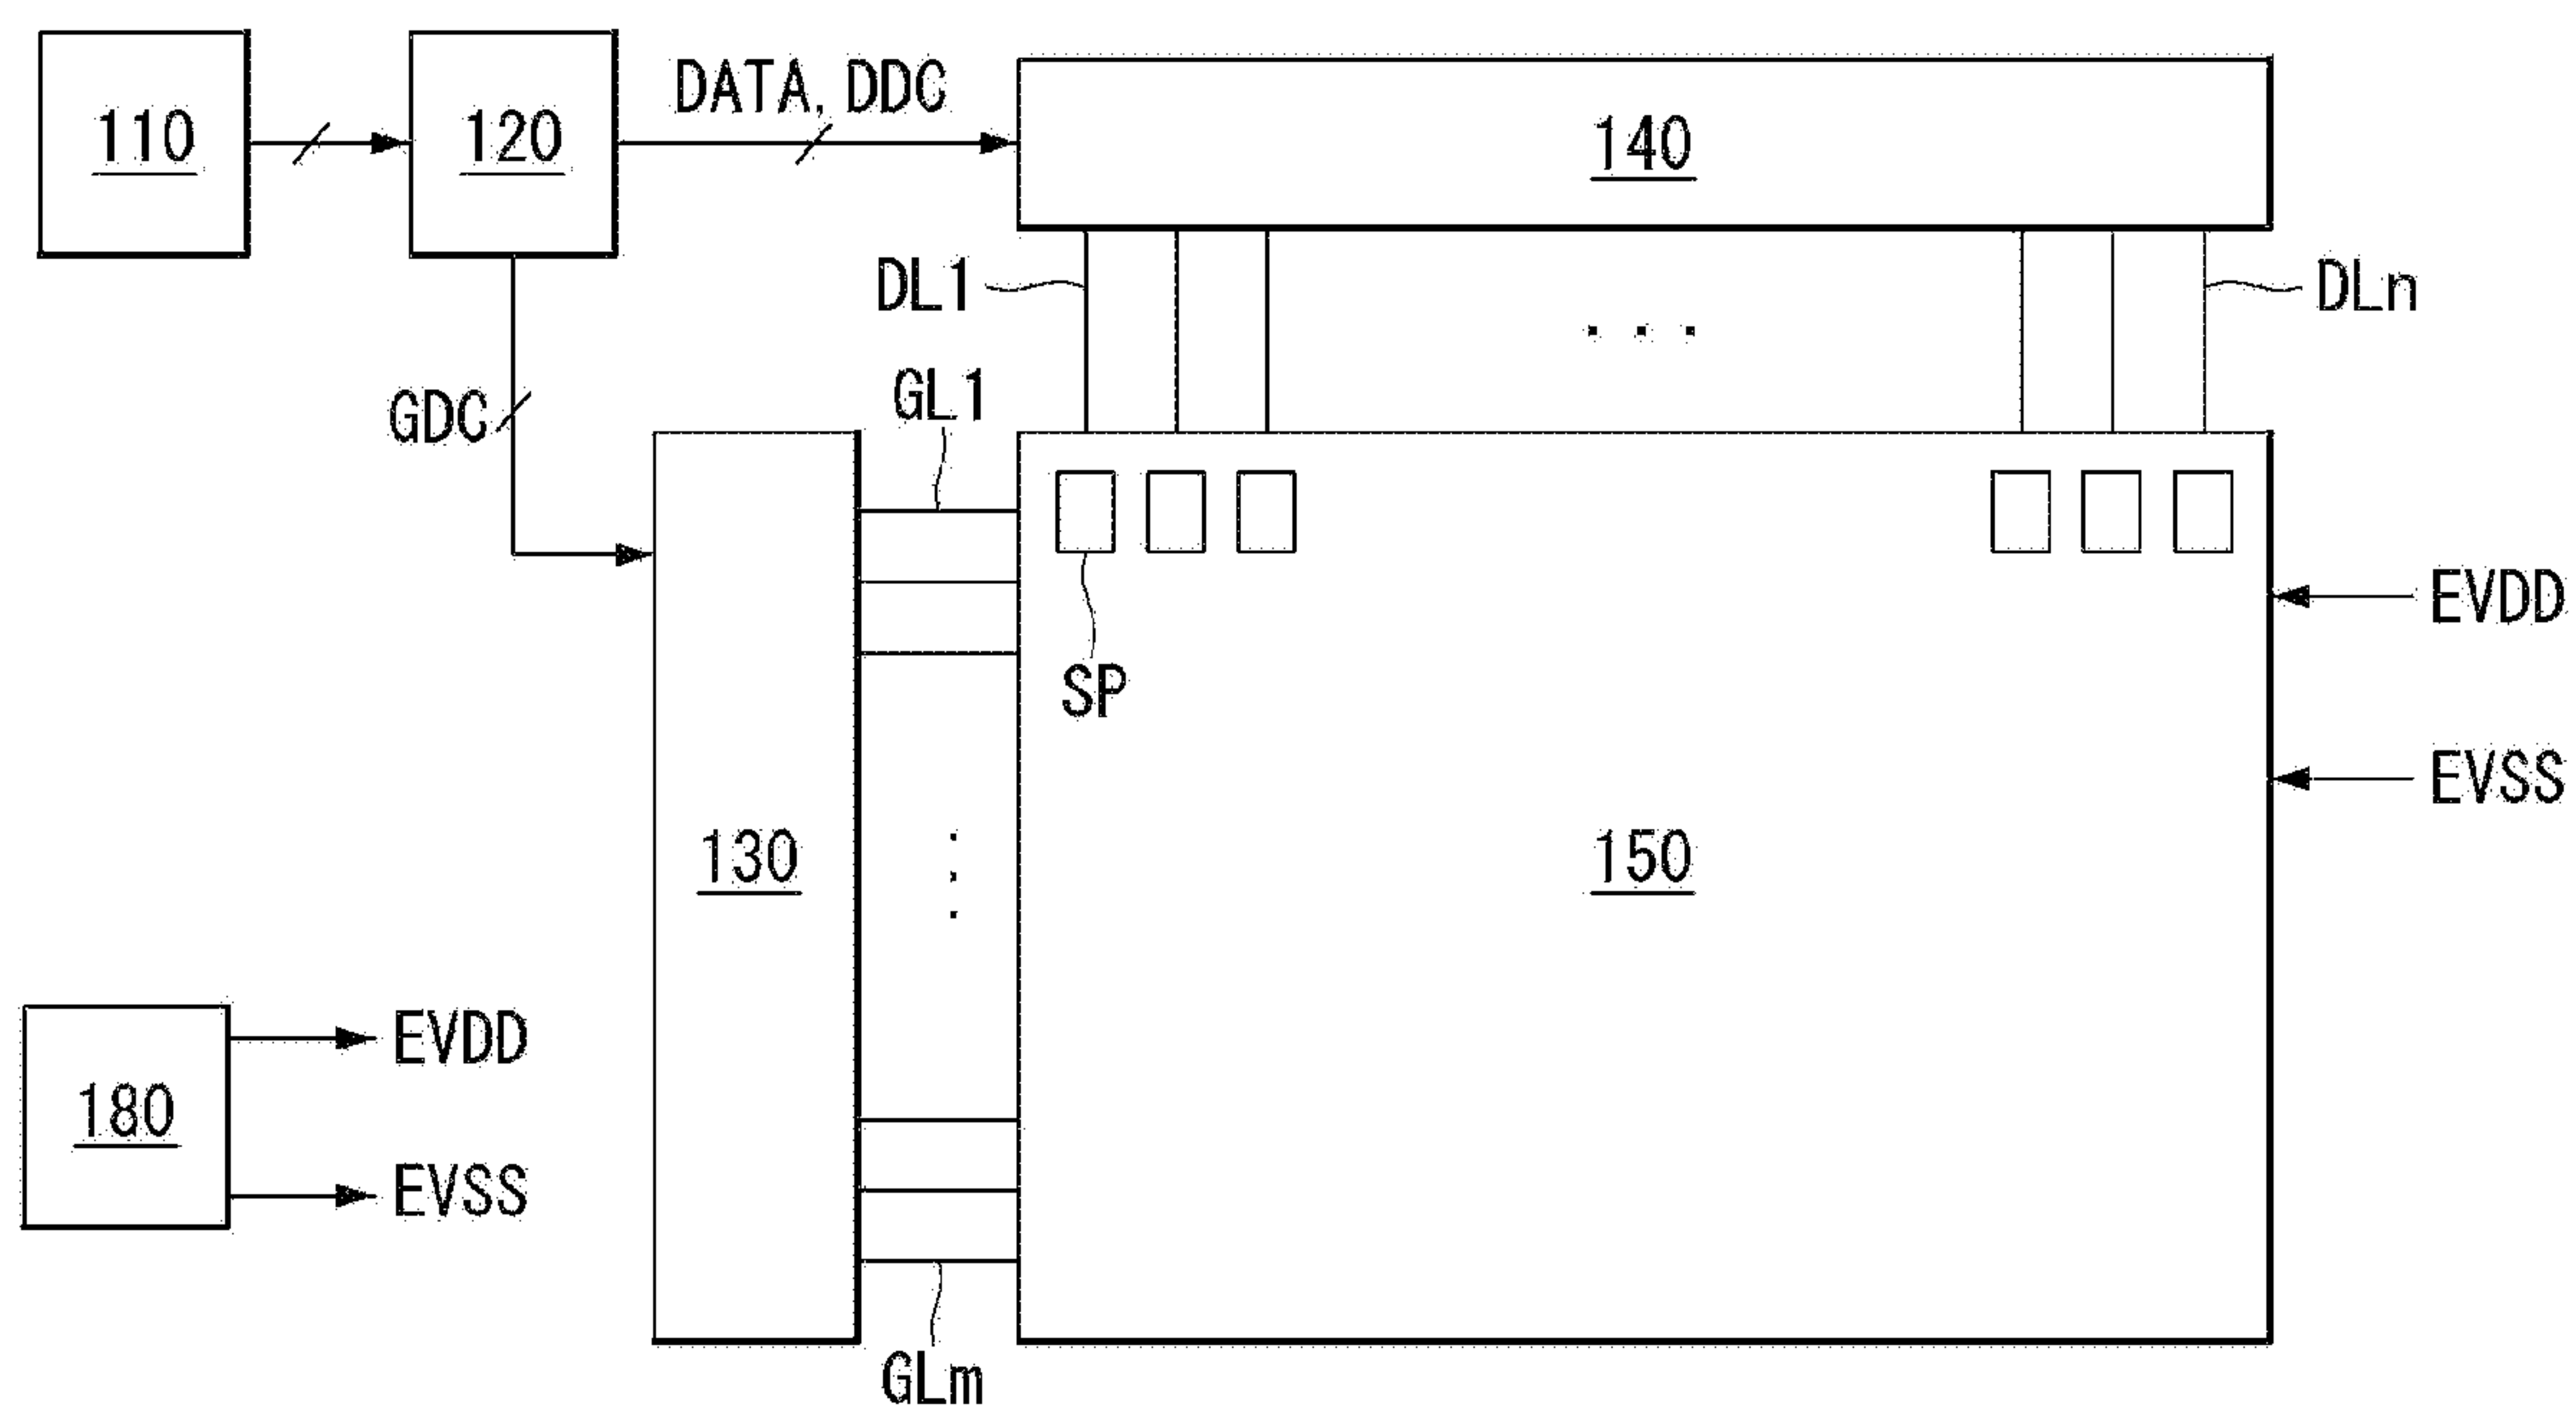 110
120
DATA, DDC
140
DL1
DLn
GDC
GL1
SP
EVDD
EVSS
130
150
180
EVDD
EVSS
GLm